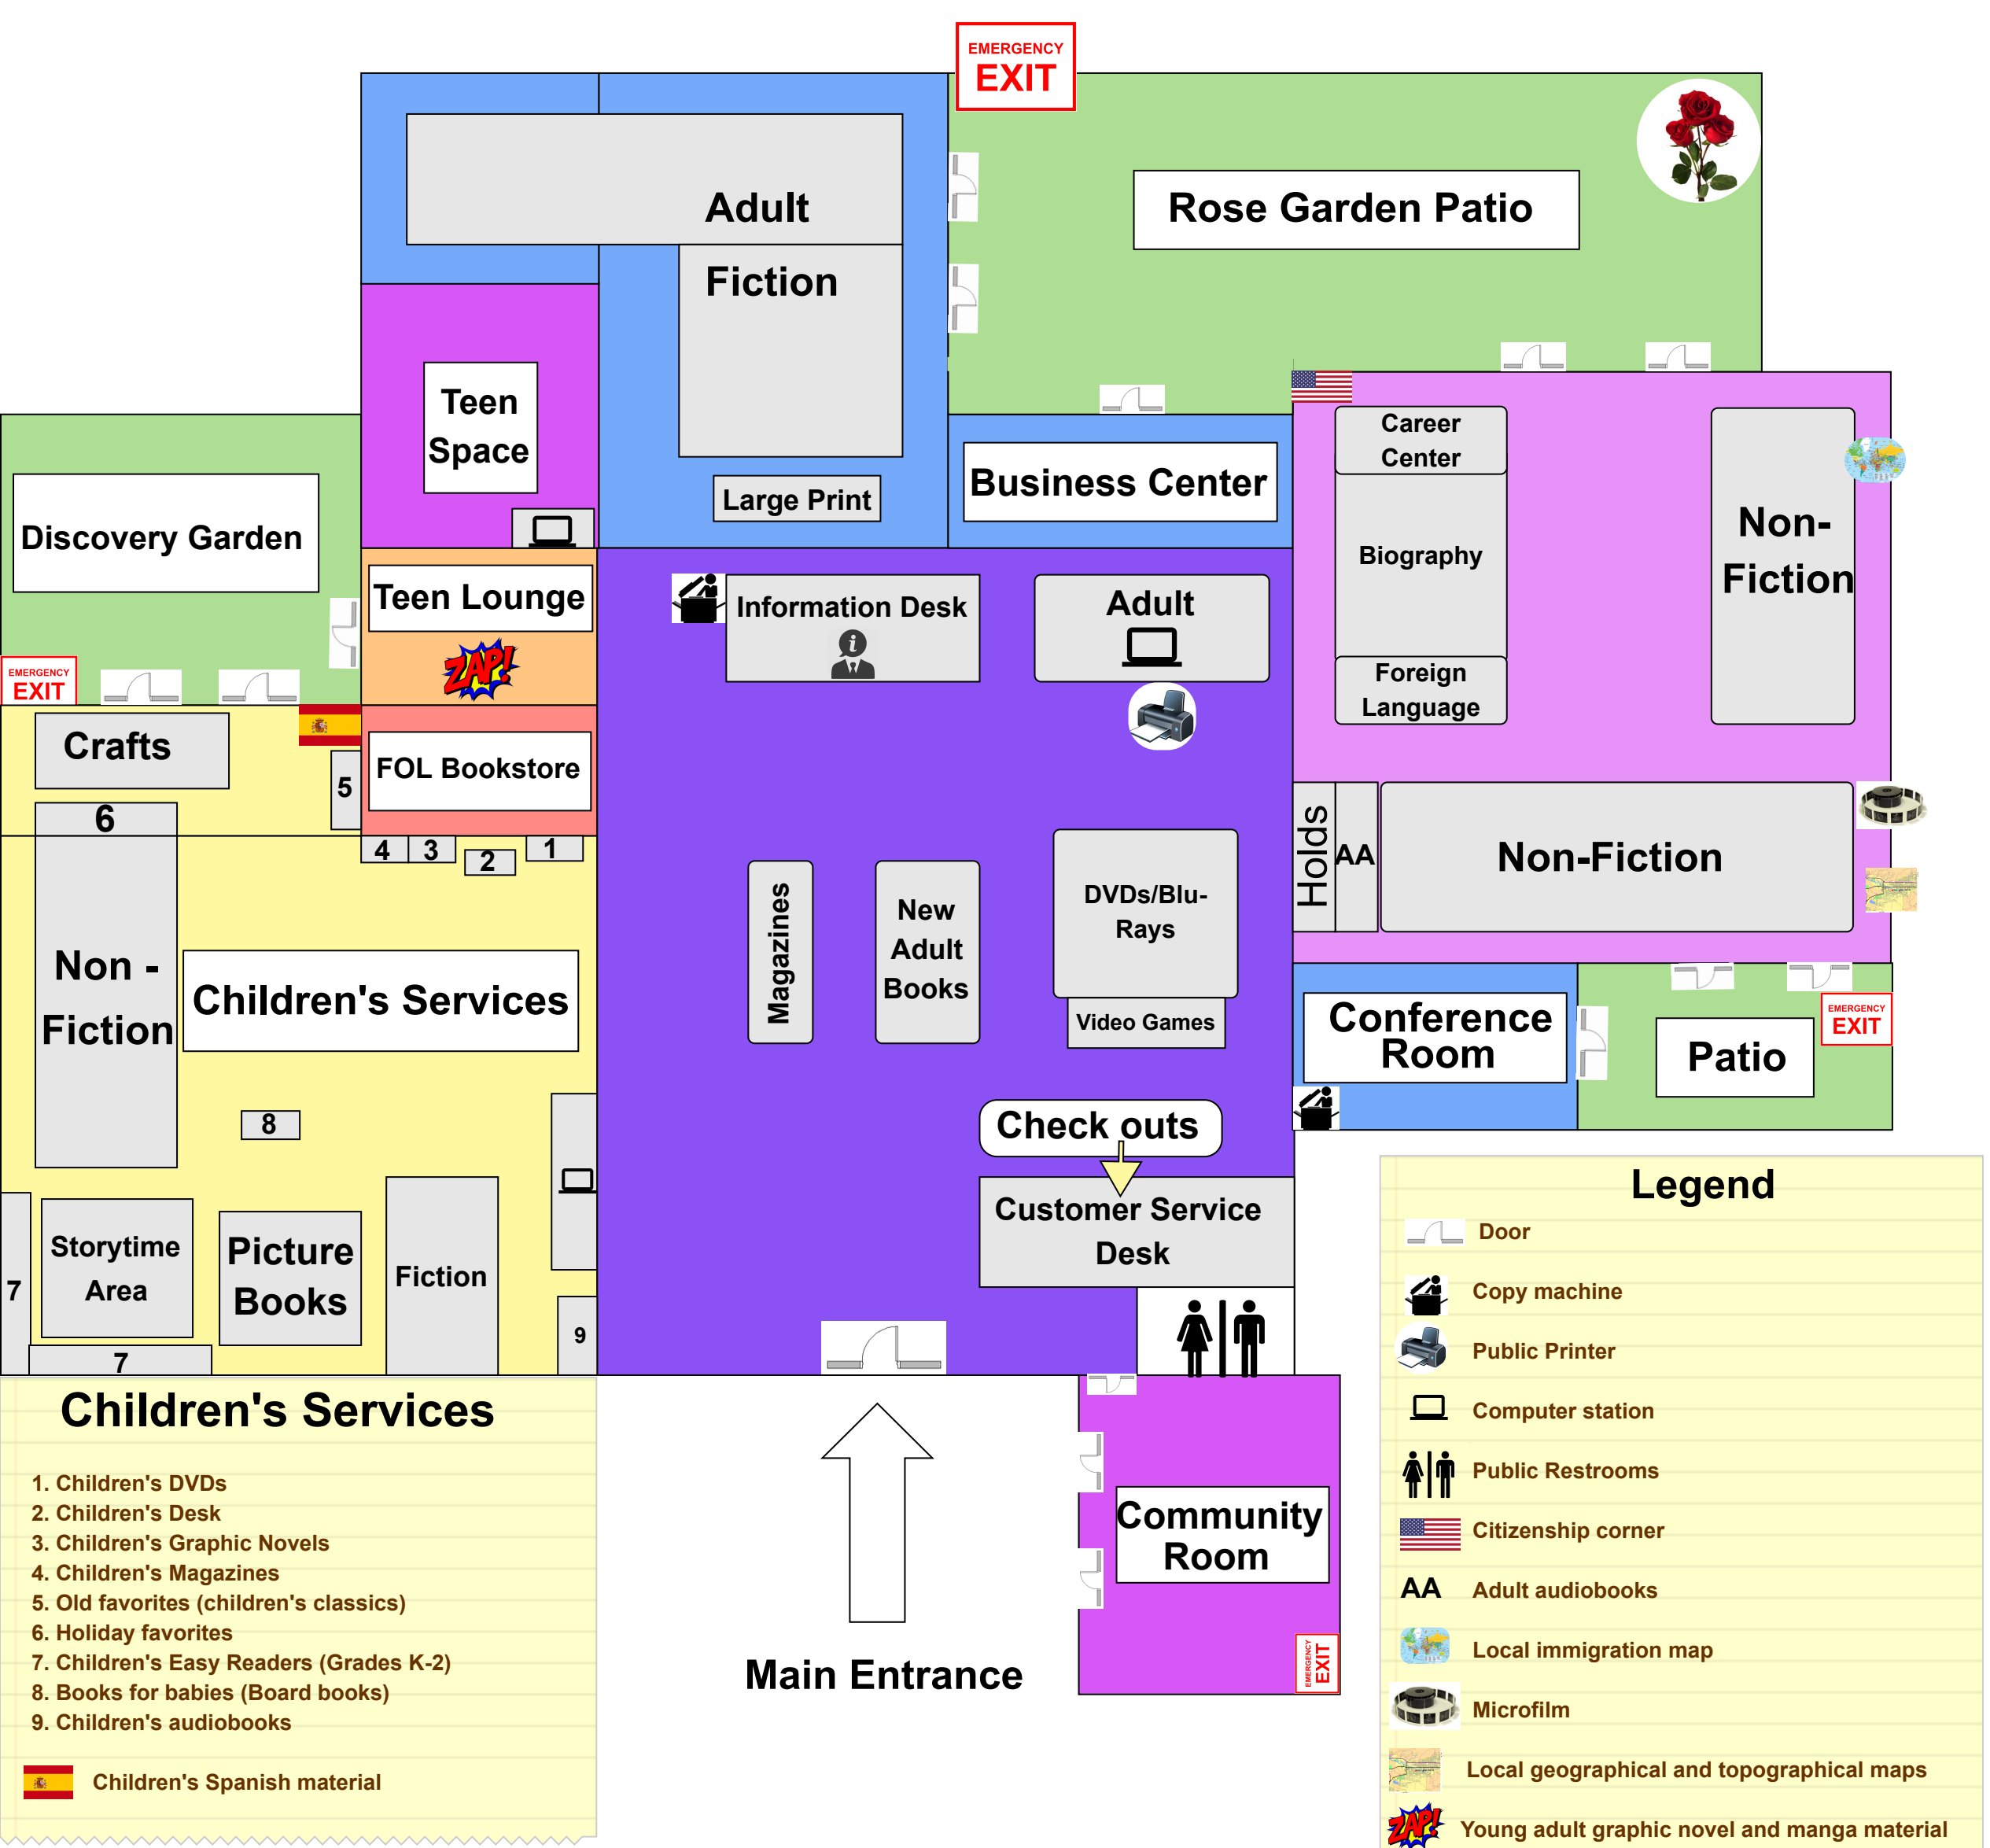 EMERGENCY
EXIT
Adult
Fiction
Rose Garden Patio
Teen
Space
Large Print
Business Center
Career
Center
Biography
Foreign
Language
Non-
Fiction
Discovery Garden
EMERGENCY
EXIT
Teen Lounge
ZAP!
Information Desk
i
Adult
Crafts
FOL Bookstore
5
6
4
3
2
1
Non -
Fiction
Children's Services
Magazines
New
Adult
Books
DVDs/Blu-
Rays
Video Games
Holds
AA
Non-Fiction
Conference
Room
Patio
EMERGENCY
EXIT
8
Check outs
Customer Service
Desk
7
Storytime
Area
Picture
Books
Fiction
9
7
Community
Room
EMERGENCY
EXIT
Main Entrance
Children's Services
1. Children's DVDs
2. Children's Desk
3. Children's Graphic Novels
4. Children's Magazines
5. Old favorites (children's classics)
6. Holiday favorites
7. Children's Easy Readers (Grades K-2)
8. Books for babies (Board books)
9. Children's audiobooks
Children's Spanish material
Legend
Door
Copy machine
Public Printer
Computer station
Public Restrooms
Citizenship corner
AA Adult audiobooks
Local immigration map
Microfilm
Local geographical and topographical maps
ZAP! Young adult graphic novel and manga material